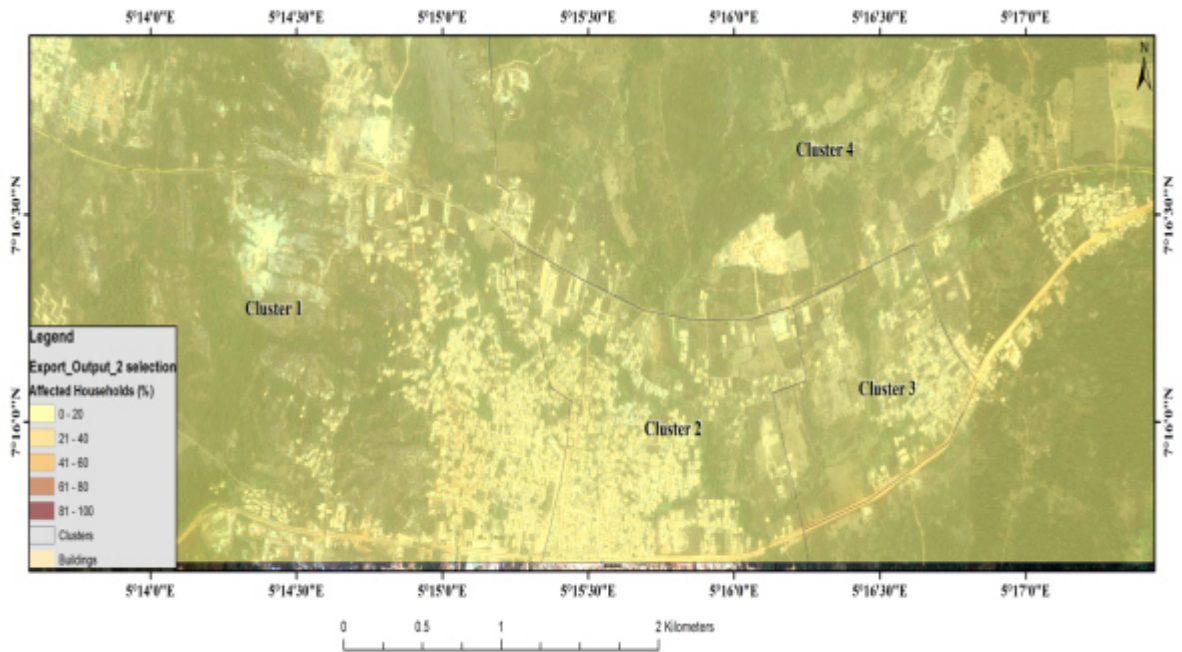 5°14'0"E 5°14'30"E 5°15'0"E 5°15'30"E 5°16'0"E 5°16'30"E 5°17'0"E
N
Cluster 4
7°16'30"N 7°16'30"N
Cluster 1
Legend
Export_Output_2 selection
Affected Households (%)
0 - 20
21 - 40
41 - 60
61 - 80
81 - 100
Clusters
Buildings
Cluster 3
Cluster 2
7°16'0"N 7°16'0"N
5°14'0"E 5°14'30"E 5°15'0"E 5°15'30"E 5°16'0"E 5°16'30"E 5°17'0"E
0 0.5 1 2 Kilometers